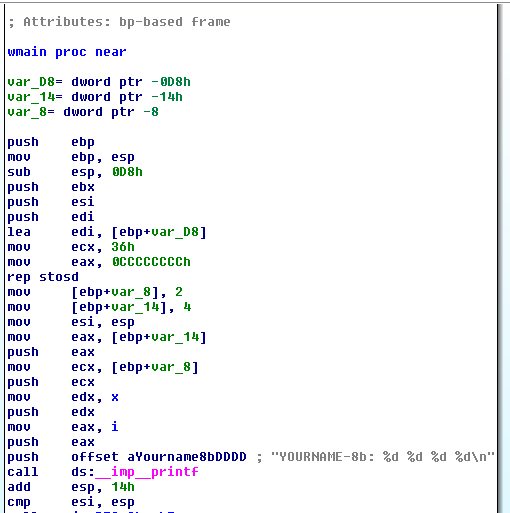 ; Attributes: bp-based frame
wmain proc near
var_D8= dword ptr -0D8h
var_14= dword ptr -14h
var_8= dword ptr -8
push ebp
mov ebp, esp
sub esp, 0D8h
push ebx
push esi
push edi
lea edi, [ebp+var_D8]
mov ecx, 36h
mov eax, 0CCCCCCCCh
rep stosd
mov [ebp+var_8], 2
mov [ebp+var_14], 4
mov esi, esp
mov eax, [ebp+var_14]
push eax
mov ecx, [ebp+var_8]
push ecx
mov edx, x
push edx
mov eax, i
push eax
push offset aYourname8bDDDD ; "YOURNAME-8b: %d %d %d %d\n"
call ds:__imp__printf
add esp, 14h
cmp esi, esp